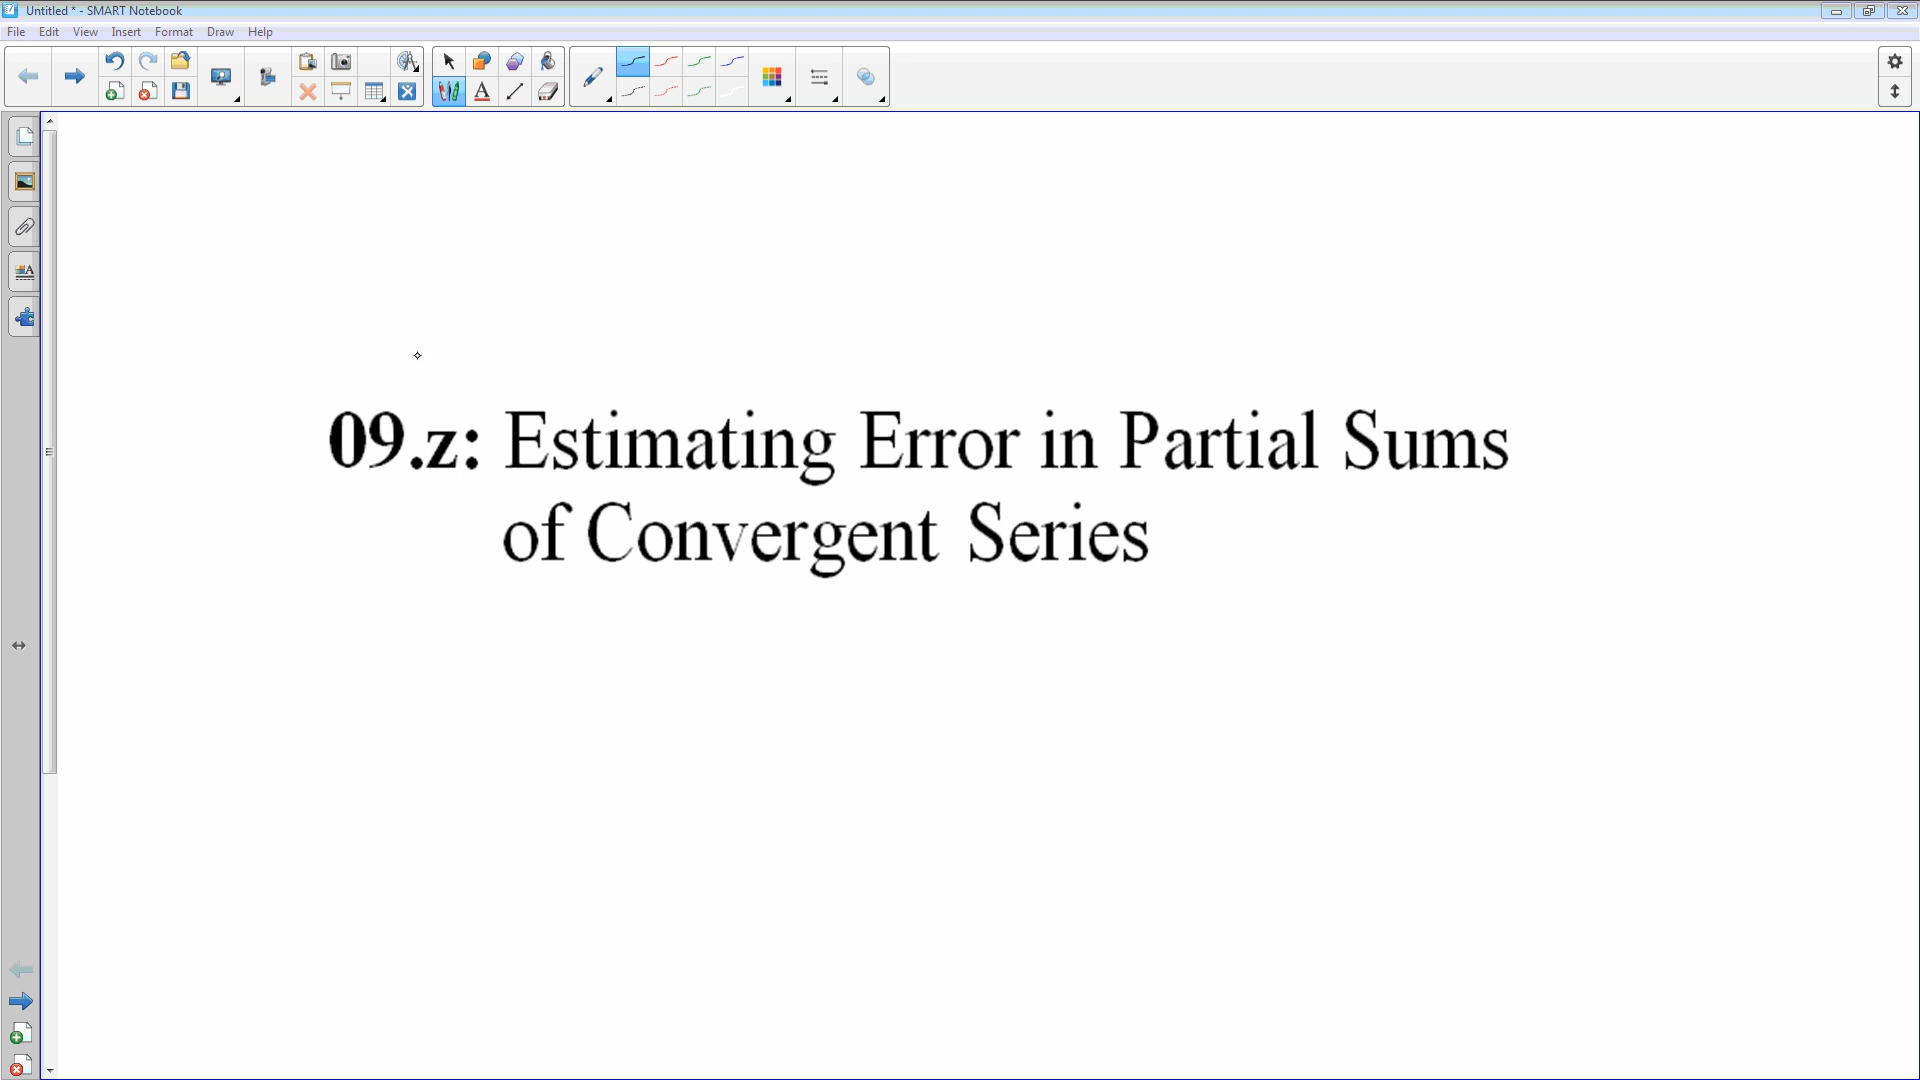 Untitled * - SMART Notebook
File Edit View Insert Format Draw Help
09.z: Estimating Error in Partial Sums
of Convergent Series